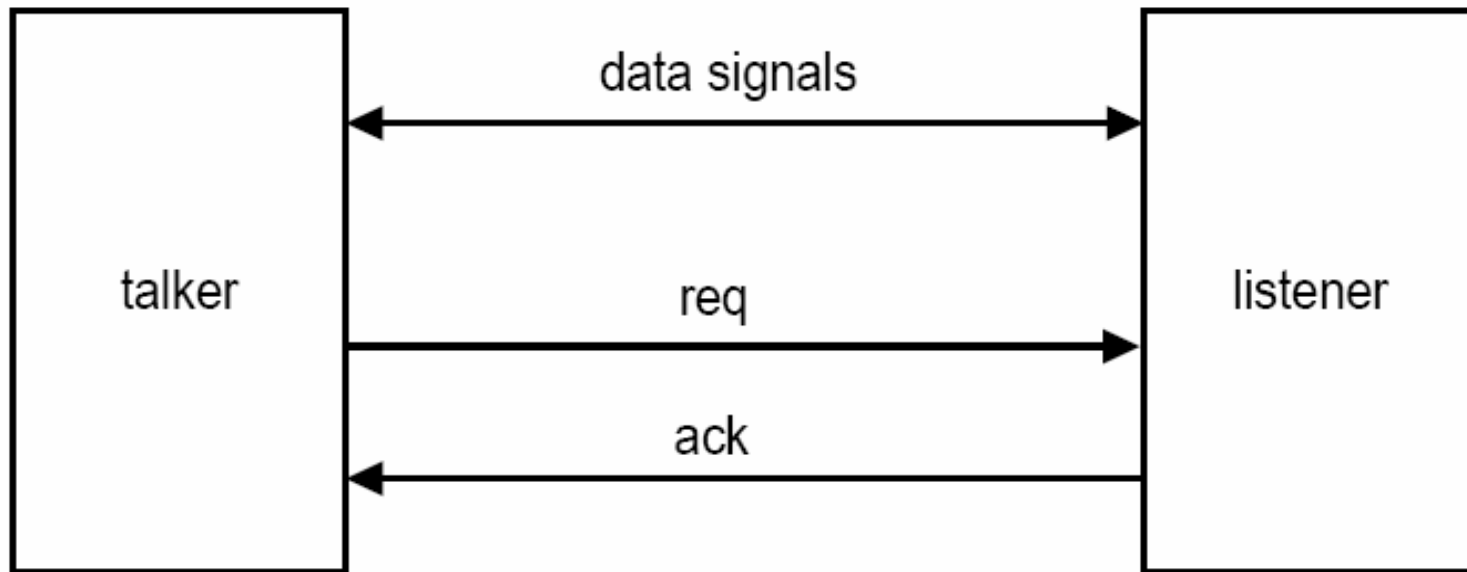 data signals
talker
req
listener
ack